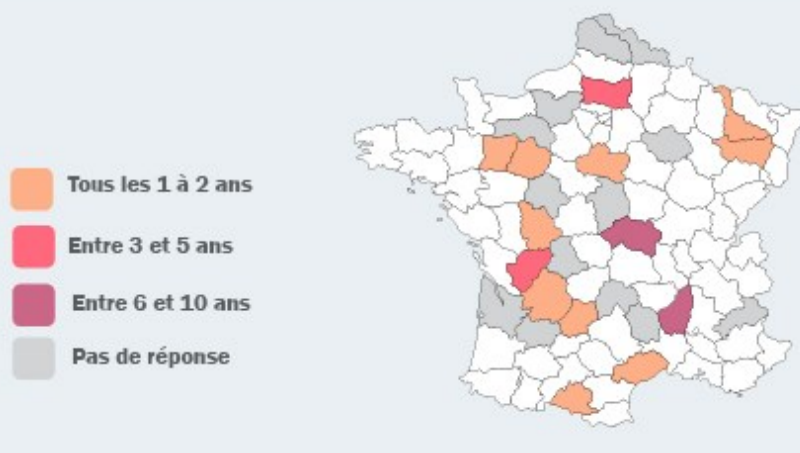 Tous les 1 à 2 ans
Entre 3 et 5 ans
Entre 6 et 10 ans
Pas de réponse